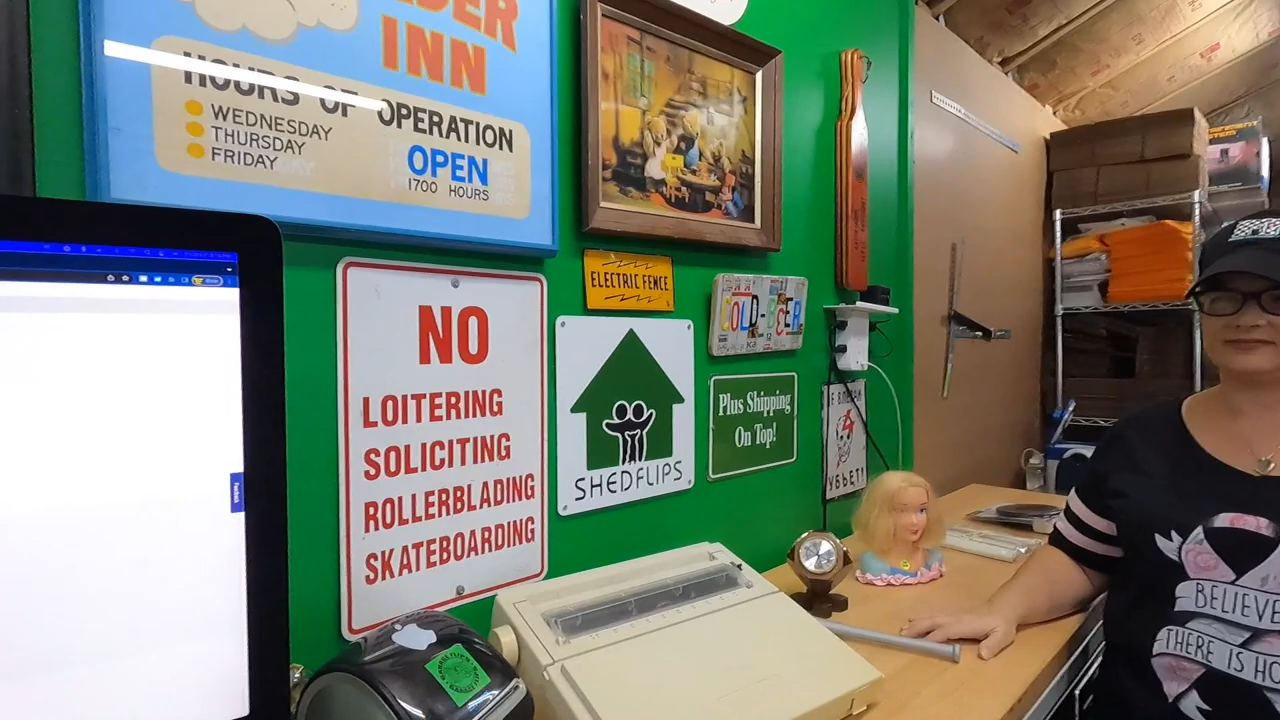 INN
HOURS OF OPERATION
WEDNESDAY
THURSDAY
FRIDAY
OPEN
1700 HOURS
ELECTRIC FENCE
COLD-BEER
NO
LOITERING
SOLICITING
ROLLERBLADING
SKATEBOARDING
SHEDFLIPS
Plus Shipping
On Top!
УБЬЕТ!
Feedback
BELIEVE
THERE IS HO